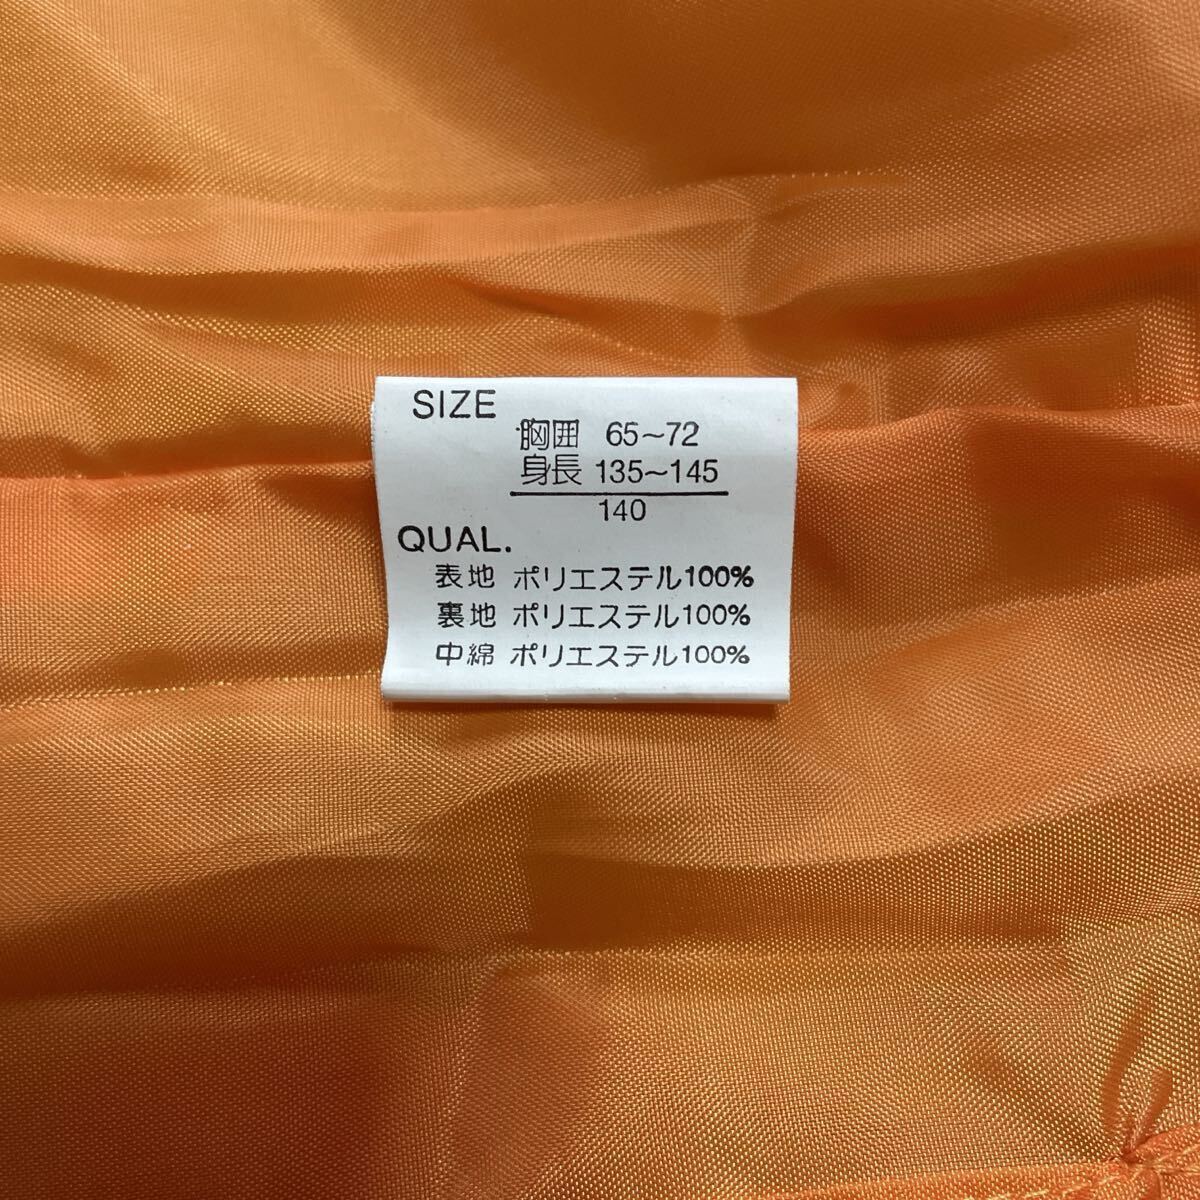 SIZE
胸囲 65~72
身長 135~145
140
QUAL.
表地 ポリエステル100%
裏地 ポリエステル100%
中綿 ポリエステル100%